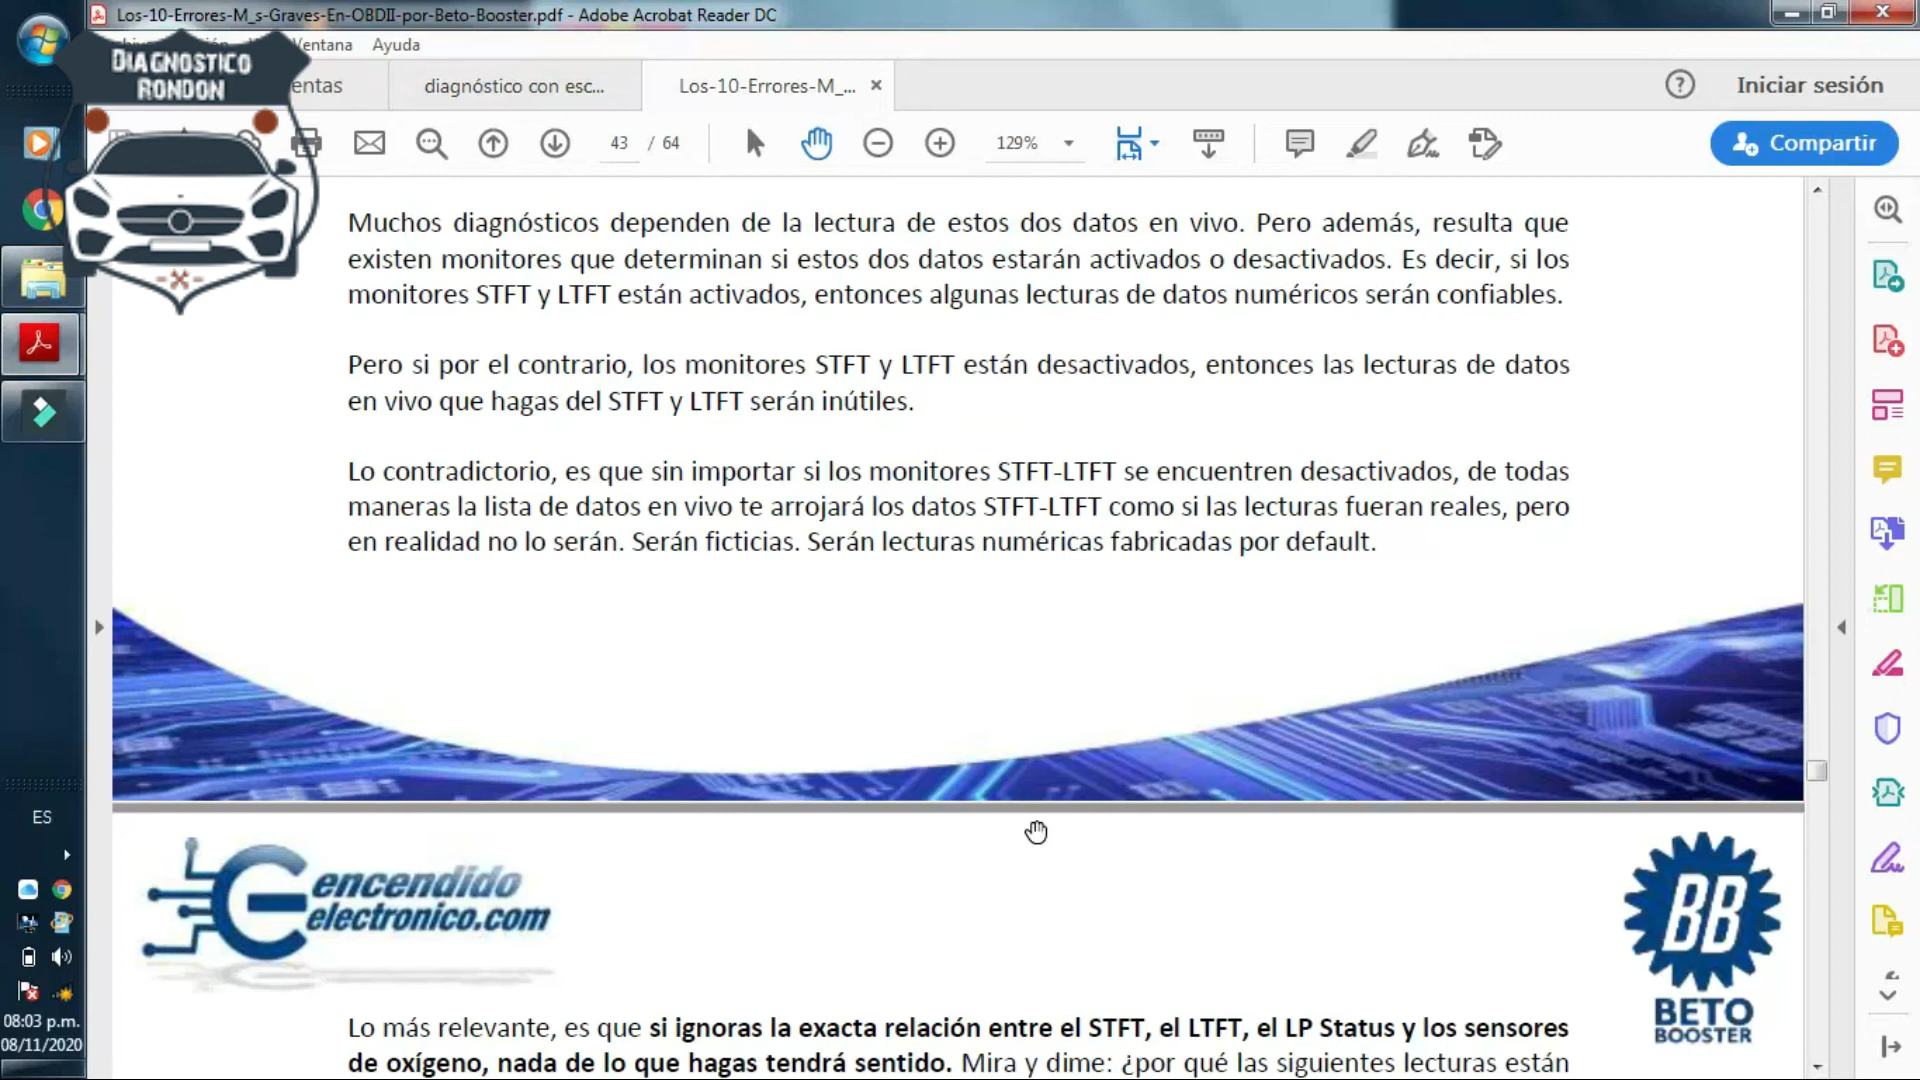 Los-10-Errores-M_s-Graves-En-OBDII-por-Beto-Booster.pdf - Adobe Acrobat Reader DC
Ventana Ayuda
DIAGNOSTICO
RONDON
entas
diagnóstico con esc...
Los-10-Errores-M_...
Iniciar sesión
43 / 64
129%
Compartir
Muchos diagnósticos dependen de la lectura de estos dos datos en vivo. Pero además, resulta que
existen monitores que determinan si estos dos datos estarán activados o desactivados. Es decir, si los
monitores STFT y LTFT están activados, entonces algunas lecturas de datos numéricos serán confiables.
Pero si por el contrario, los monitores STFT y LTFT están desactivados, entonces las lecturas de datos
en vivo que hagas del STFT y LTFT serán inútiles.
Lo contradictorio, es que sin importar si los monitores STFT-LTFT se encuentren desactivados, de todas
maneras la lista de datos en vivo te arrojará los datos STFT-LTFT como si las lecturas fueran reales, pero
en realidad no lo serán. Serán ficticias. Serán lecturas numéricas fabricadas por default.
encendido
electronico.com
BB
BETO
BOOSTER
Lo más relevante, es que si ignoras la exacta relación entre el STFT, el LTFT, el LP Status y los sensores
de oxígeno, nada de lo que hagas tendrá sentido. Mira y dime: ¿por qué las siguientes lecturas están
ES
08:03 p.m.
08/11/2020